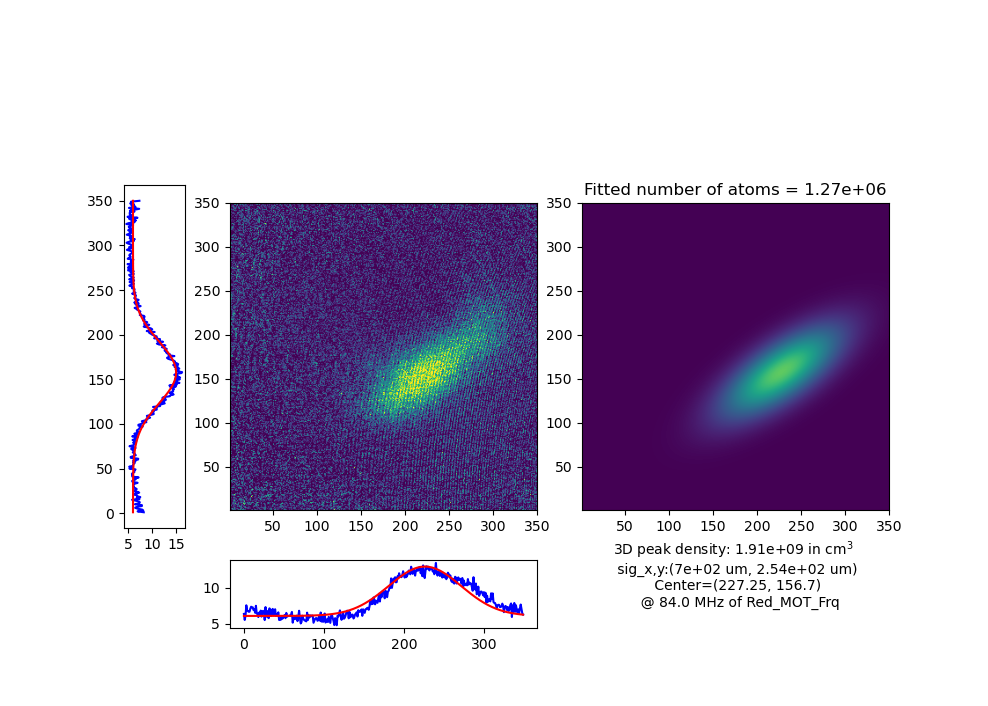 Fitted number of atoms = 1.27e+06
350
300
250
200
150
100
50
0
5 10 15
350
300
250
200
150
100
50
50 100 150 200 250 300 350
350
300
250
200
150
100
50
50 100 150 200 250 300 350
3D peak density: 1.91e+09 in cm³
sig_x,y:(7e+02 um, 2.54e+02 um)
Center=(227.25, 156.7)
@ 84.0 MHz of Red_MOT_Frq
10
5
0 100 200 300